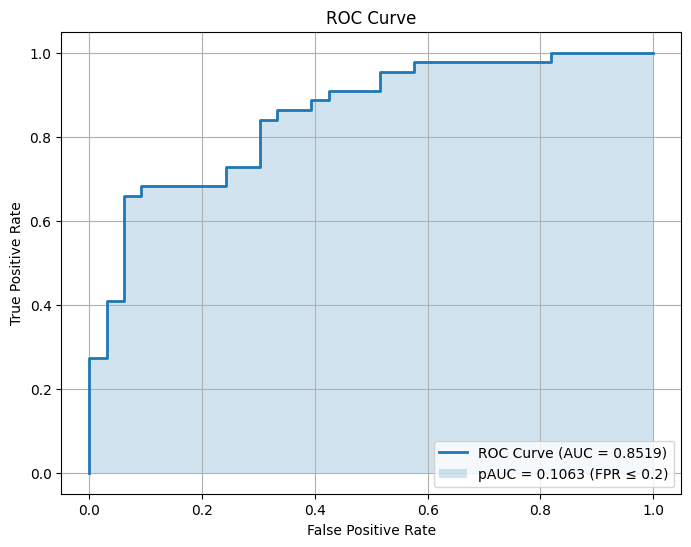 ROC Curve
True Positive Rate
1.0
0.8
0.6
0.4
0.2
0.0
0.0 0.2 0.4 0.6 0.8 1.0
False Positive Rate
ROC Curve (AUC = 0.8519)
pAUC = 0.1063 (FPR ≤ 0.2)